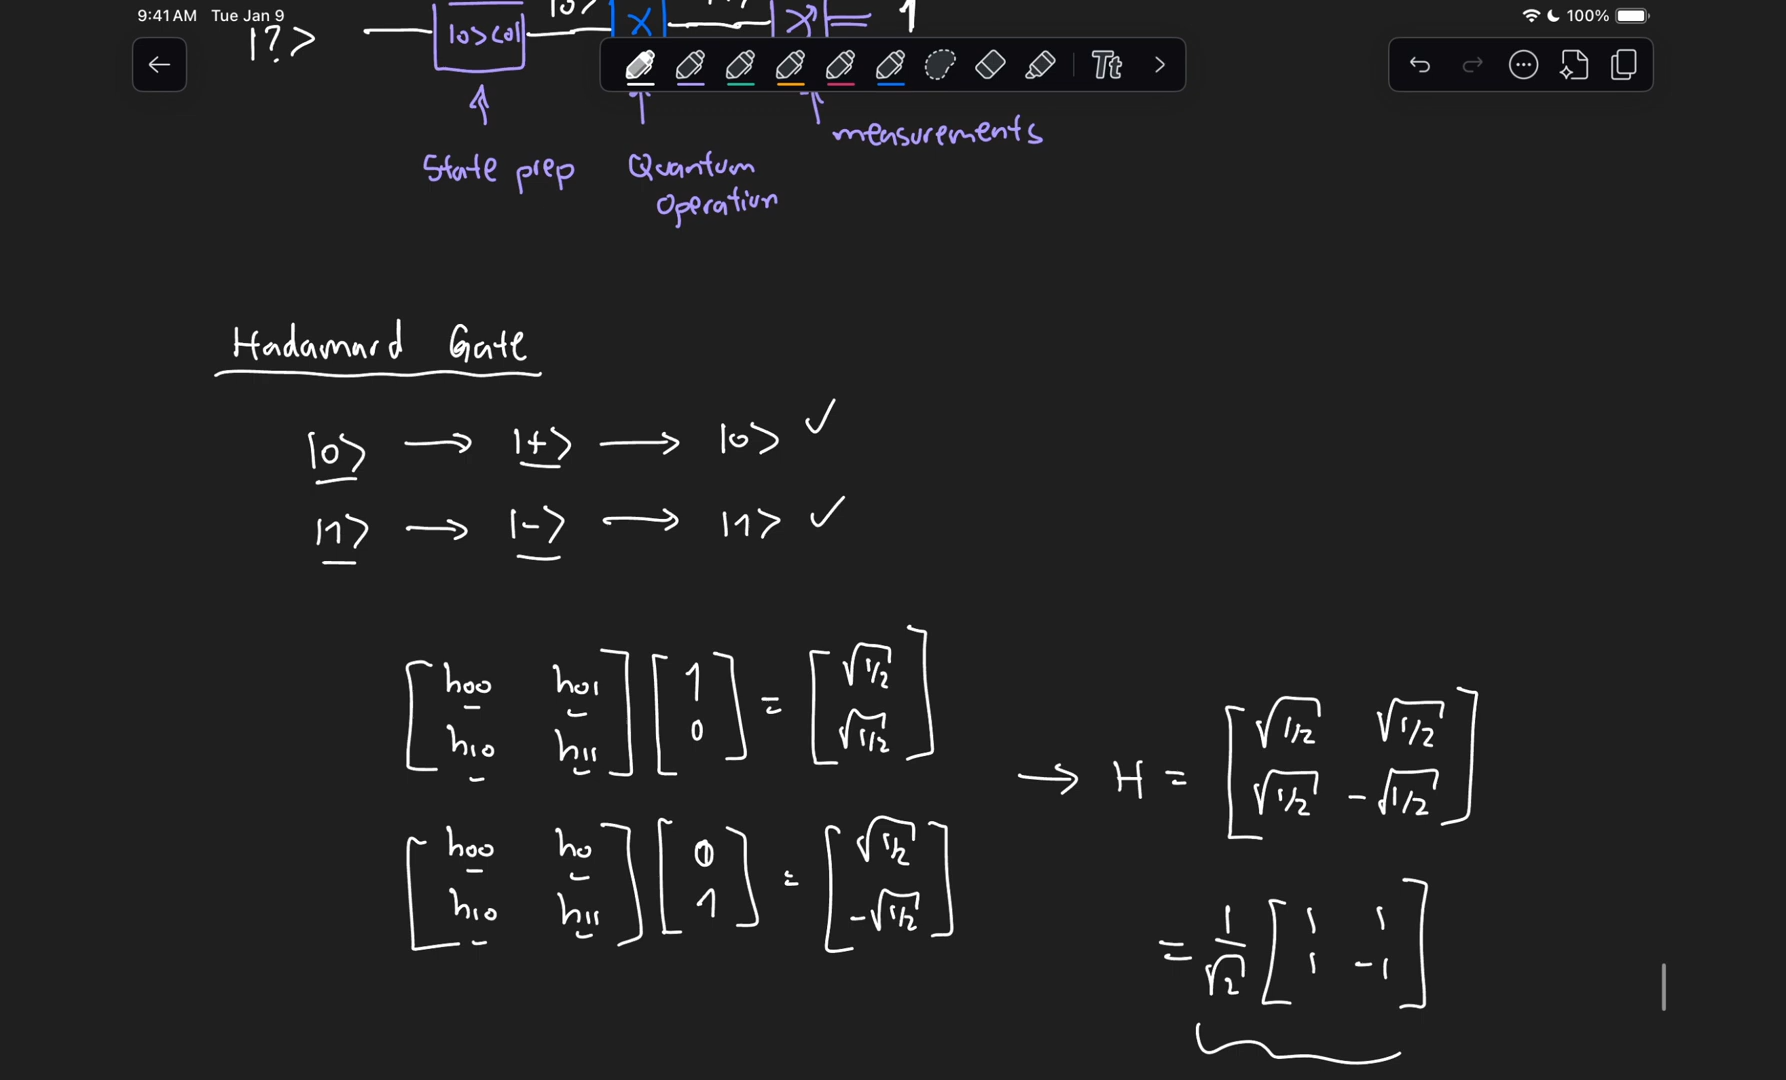 9:41 AM Tue Jan 9
100%
|?> |0><0| |0> X = 1
Tt
State prep
Quantum Operation
measurements
Hadamard Gate
|0> → |+> → |0> ✓
|1> → |-> → |1> ✓
[h₀₀ h₀₁; h₁₀ h₁₁] [1; 0] = [√1/2; √1/2]
→ H = [√1/2 √1/2; √1/2 -√1/2]
[h₀₀ h₀; h₁₀ h₁₁] [0; 1] = [√1/2; -√1/2]
= 1/√2 [1 1; 1 -1]